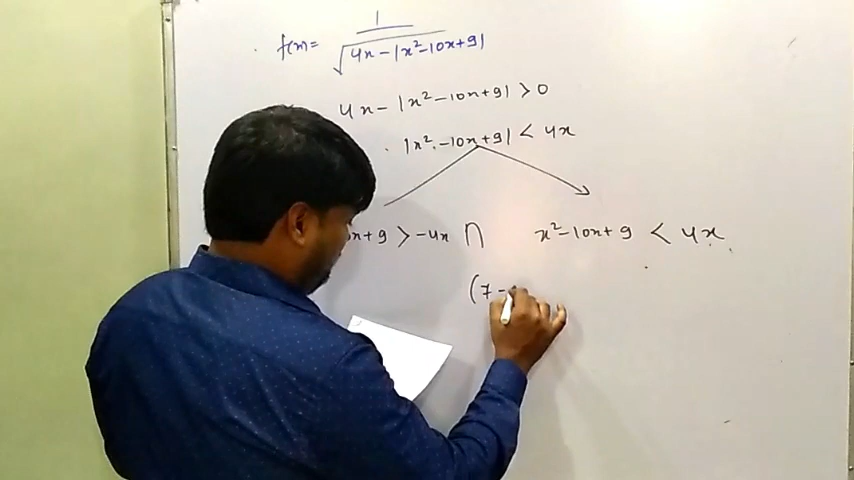 f(x) = 1/√(4x - |x² - 10x + 9|)
4x - |x² - 10x + 9| > 0
|x² - 10x + 9| < 4x
x + 9 > -4x ∩ x² - 10x + 9 < 4x
(7 -